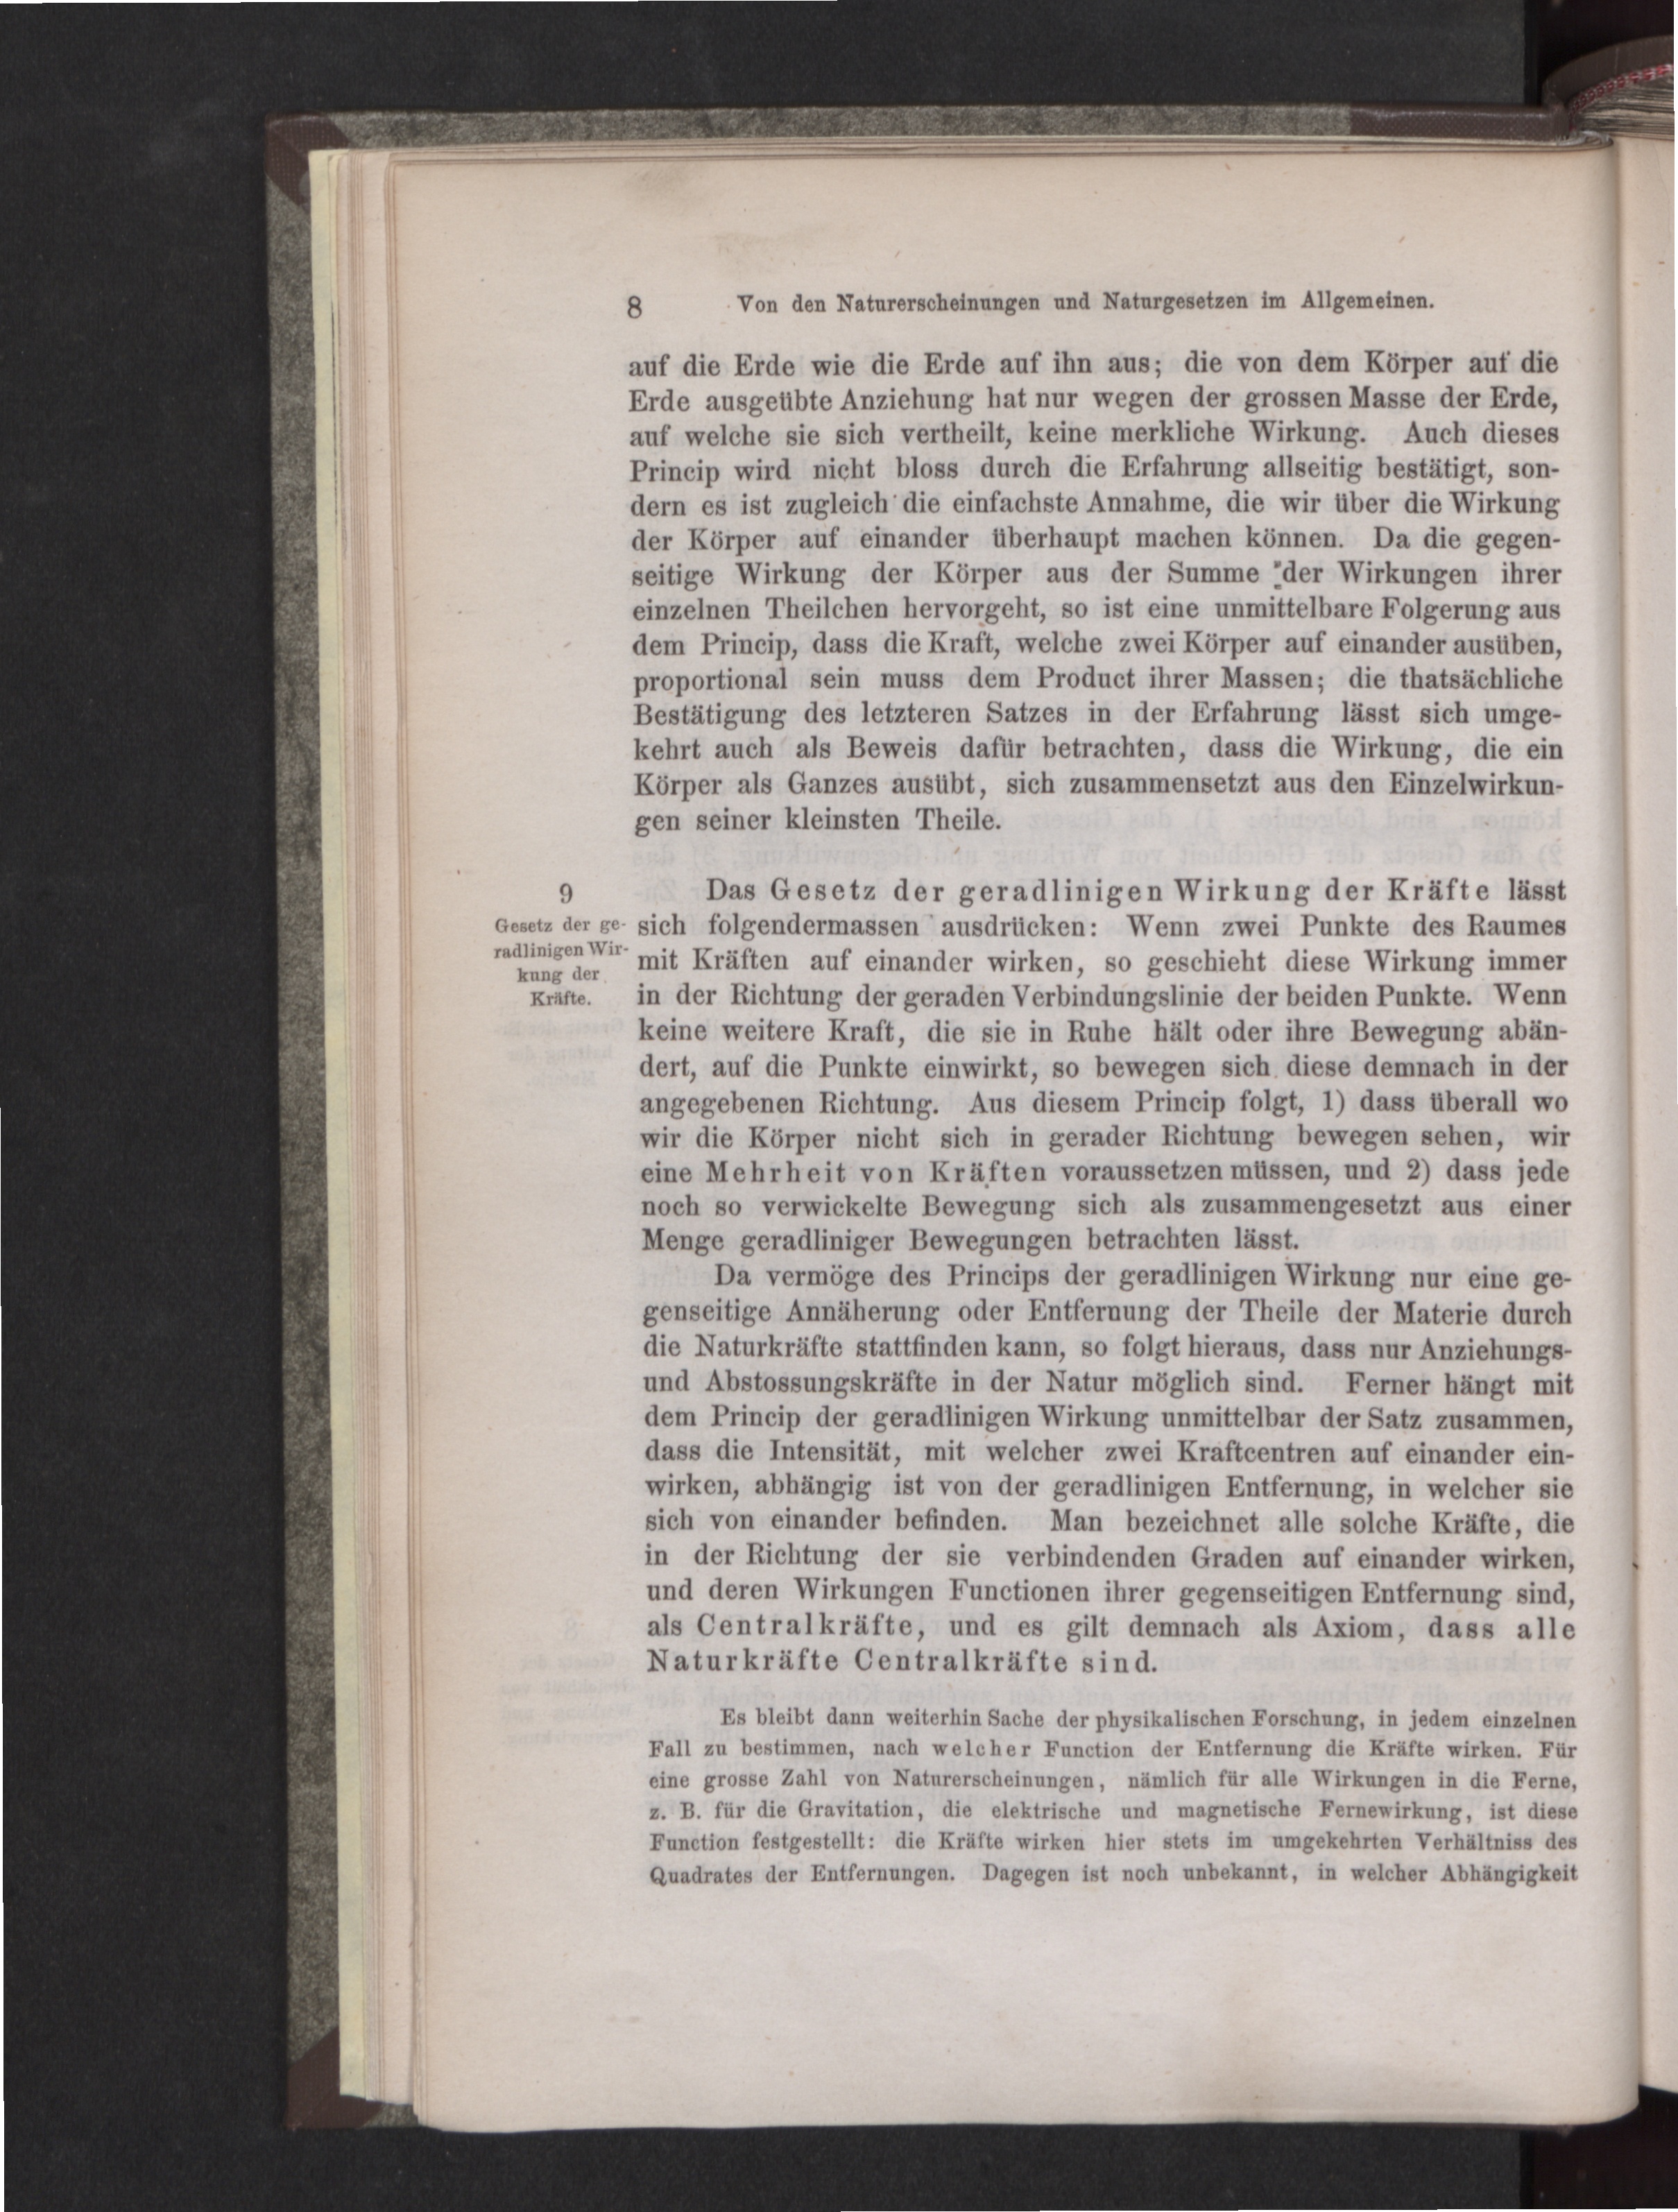 8 Von den Naturerscheinungen und Naturgesetzen im Allgemeinen.
auf die Erde wie die Erde auf ihn aus; die von dem Körper auf die
Erde ausgeübte Anziehung hat nur wegen der grossen Masse der Erde,
auf welche sie sich vertheilt, keine merkliche Wirkung. Auch dieses
Princip wird nicht bloss durch die Erfahrung allseitig bestätigt, son-
dern es ist zugleich die einfachste Annahme, die wir über die Wirkung
der Körper auf einander überhaupt machen können. Da die gegen-
seitige Wirkung der Körper aus der Summe der Wirkungen ihrer
einzelnen Theilchen hervorgeht, so ist eine unmittelbare Folgerung aus
dem Princip, dass die Kraft, welche zwei Körper auf einander ausüben,
proportional sein muss dem Product ihrer Massen; die thatsächliche
Bestätigung des letzteren Satzes in der Erfahrung lässt sich umge-
kehrt auch als Beweis dafür betrachten, dass die Wirkung, die ein
Körper als Ganzes ausübt, sich zusammensetzt aus den Einzelwirkun-
gen seiner kleinsten Theile.
9
Gesetz der ge-
radlinigen Wir-
kung der
Kräfte.
Das Gesetz der geradlinigen Wirkung der Kräfte lässt
sich folgendermassen ausdrücken: Wenn zwei Punkte des Raumes
mit Kräften auf einander wirken, so geschieht diese Wirkung immer
in der Richtung der geraden Verbindungslinie der beiden Punkte. Wenn
keine weitere Kraft, die sie in Ruhe hält oder ihre Bewegung abän-
dert, auf die Punkte einwirkt, so bewegen sich diese demnach in der
angegebenen Richtung. Aus diesem Princip folgt, 1) dass überall wo
wir die Körper nicht sich in gerader Richtung bewegen sehen, wir
eine Mehrheit von Kräften voraussetzen müssen, und 2) dass jede
noch so verwickelte Bewegung sich als zusammengesetzt aus einer
Menge geradliniger Bewegungen betrachten lässt.
Da vermöge des Princips der geradlinigen Wirkung nur eine ge-
genseitige Annäherung oder Entfernung der Theile der Materie durch
die Naturkräfte stattfinden kann, so folgt hieraus, dass nur Anziehungs-
und Abstossungskräfte in der Natur möglich sind. Ferner hängt mit
dem Princip der geradlinigen Wirkung unmittelbar der Satz zusammen,
dass die Intensität, mit welcher zwei Kraftcentren auf einander ein-
wirken, abhängig ist von der geradlinigen Entfernung, in welcher sie
sich von einander befinden. Man bezeichnet alle solche Kräfte, die
in der Richtung der sie verbindenden Graden auf einander wirken,
und deren Wirkungen Functionen ihrer gegenseitigen Entfernung sind,
als Centralkräfte, und es gilt demnach als Axiom, dass alle
Naturkräfte Centralkräfte sind.
Es bleibt dann weiterhin Sache der physikalischen Forschung, in jedem einzelnen
Fall zu bestimmen, nach welcher Function der Entfernung die Kräfte wirken. Für
eine grosse Zahl von Naturerscheinungen, nämlich für alle Wirkungen in die Ferne,
z. B. für die Gravitation, die elektrische und magnetische Fernewirkung, ist diese
Function festgestellt: die Kräfte wirken hier stets im umgekehrten Verhältniss des
Quadrates der Entfernungen. Dagegen ist noch unbekannt, in welcher Abhängigkeit